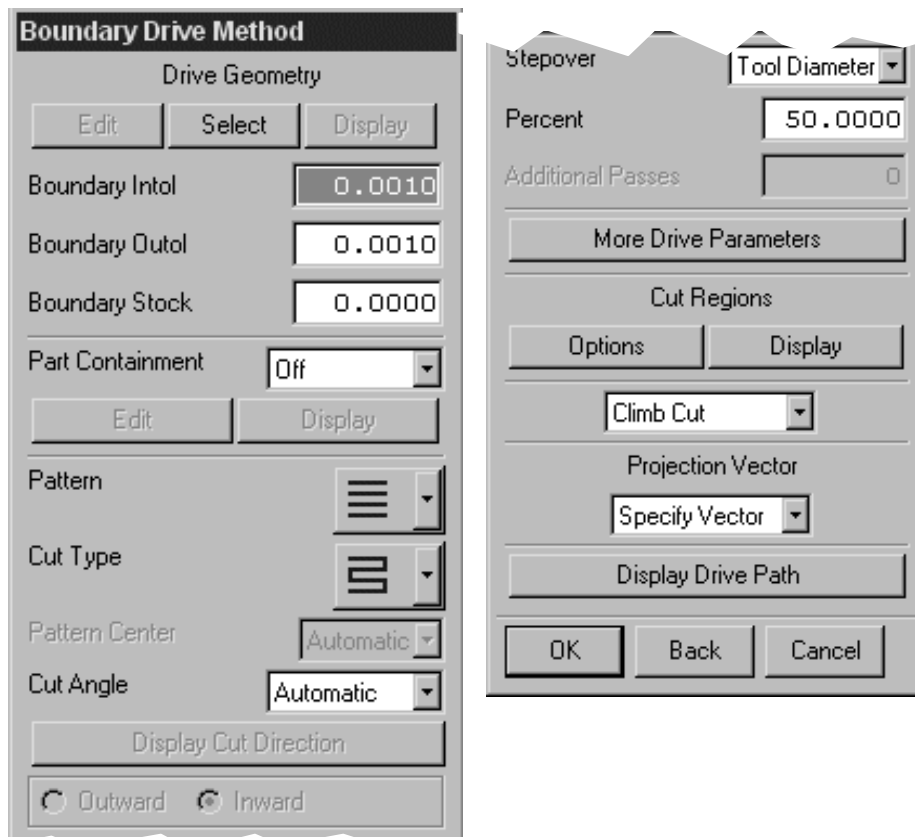 Boundary Drive Method
Drive Geometry
Edit Select Display
Boundary Intol 0.0010
Boundary Outol 0.0010
Boundary Stock 0.0000
Part Containment Off
Edit Display
Pattern
Cut Type
Pattern Center Automatic
Cut Angle Automatic
Display Cut Direction
Outward Inward
Stepover Tool Diameter
Percent 50.0000
Additional Passes 0
More Drive Parameters
Cut Regions
Options Display
Climb Cut
Projection Vector
Specify Vector
Display Drive Path
OK Back Cancel